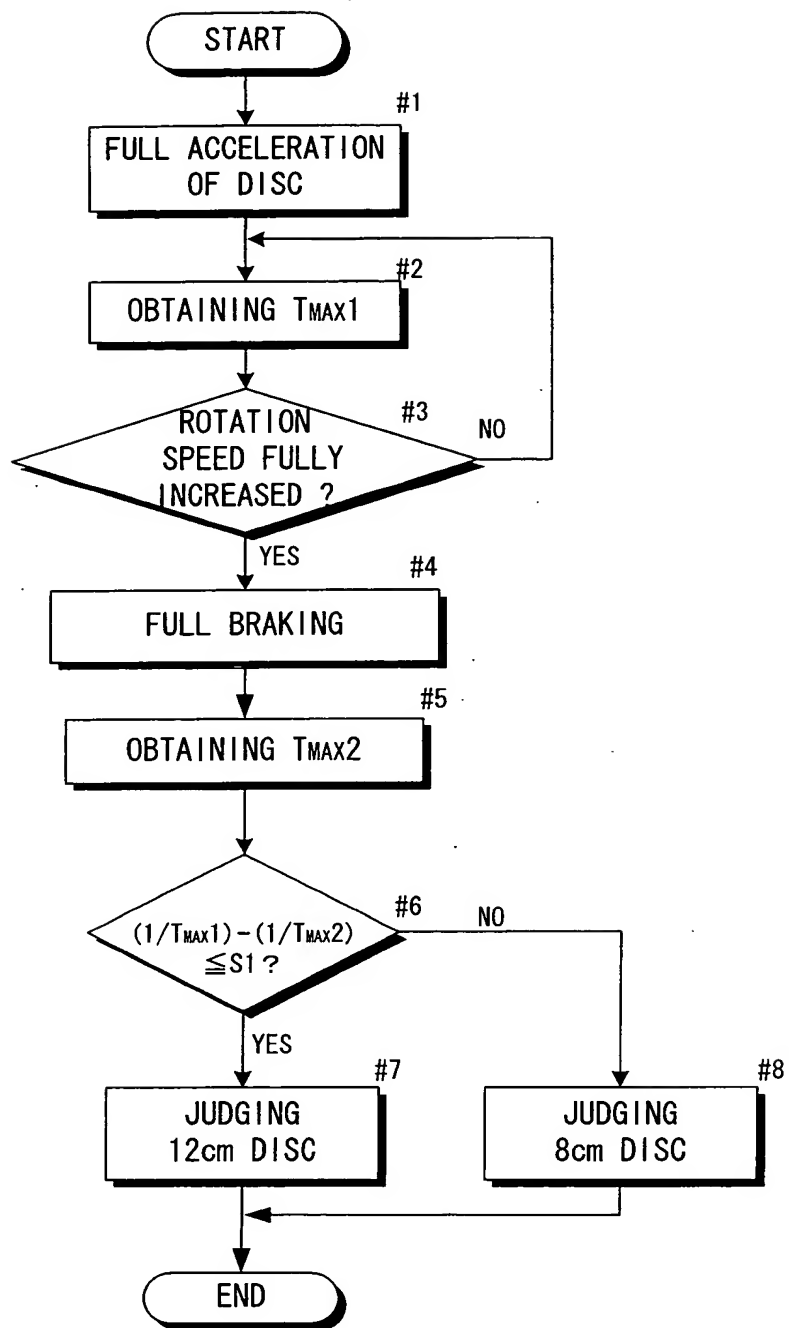 START
#1
FULL ACCELERATION
OF DISC
#2
OBTAINING TMAX1
#3
ROTATION
SPEED FULLY
INCREASED ?
NO
YES
#4
FULL BRAKING
#5
OBTAINING TMAX2
#6
(1/TMAX1)-(1/TMAX2)
≦S1?
NO
YES
#7
JUDGING
12cm DISC
#8
JUDGING
8cm DISC
END